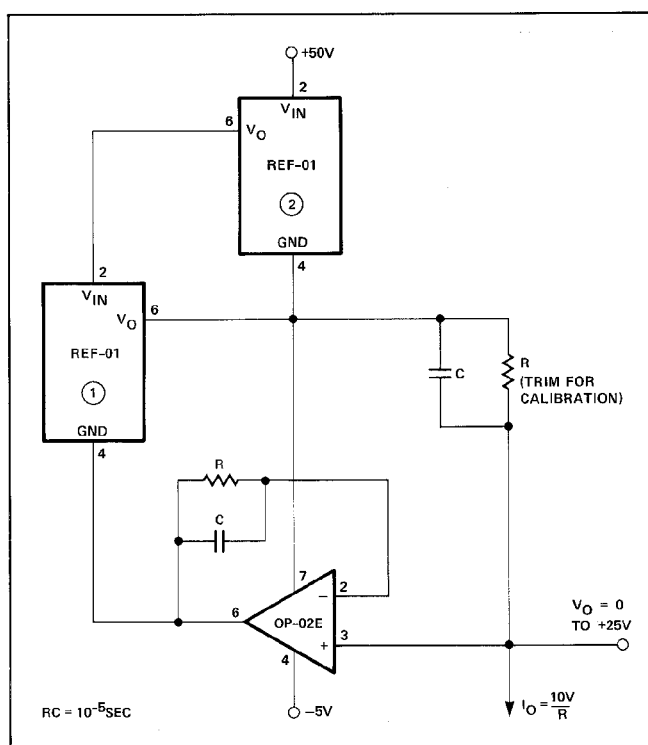 +50V
2
VIN
6
VO
REF-01
2
GND
4
2
VIN
6
VO
REF-01
1
GND
4
C
R
(TRIM FOR
CALIBRATION)
R
C
7
2
−
6
OP-02E
3
+
4
VO = 0
TO +25V
−5V
RC = 10-5SEC
IO = 10V
R